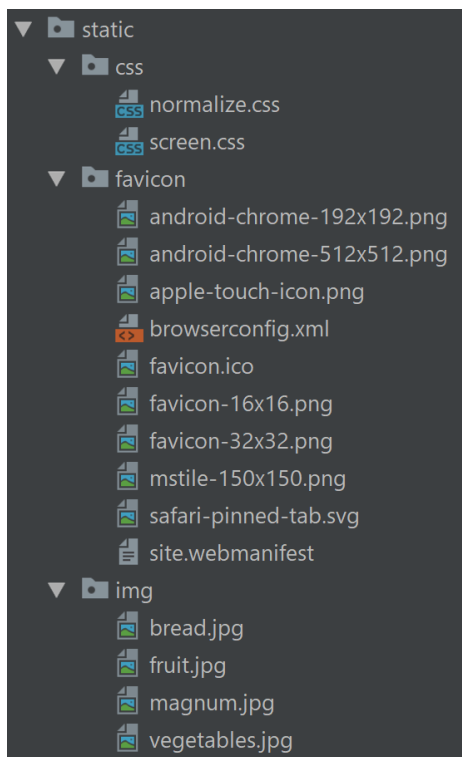 static
css
normalize.css
screen.css
favicon
android-chrome-192x192.png
android-chrome-512x512.png
apple-touch-icon.png
browserconfig.xml
favicon.ico
favicon-16x16.png
favicon-32x32.png
mstile-150x150.png
safari-pinned-tab.svg
site.webmanifest
img
bread.jpg
fruit.jpg
magnum.jpg
vegetables.jpg